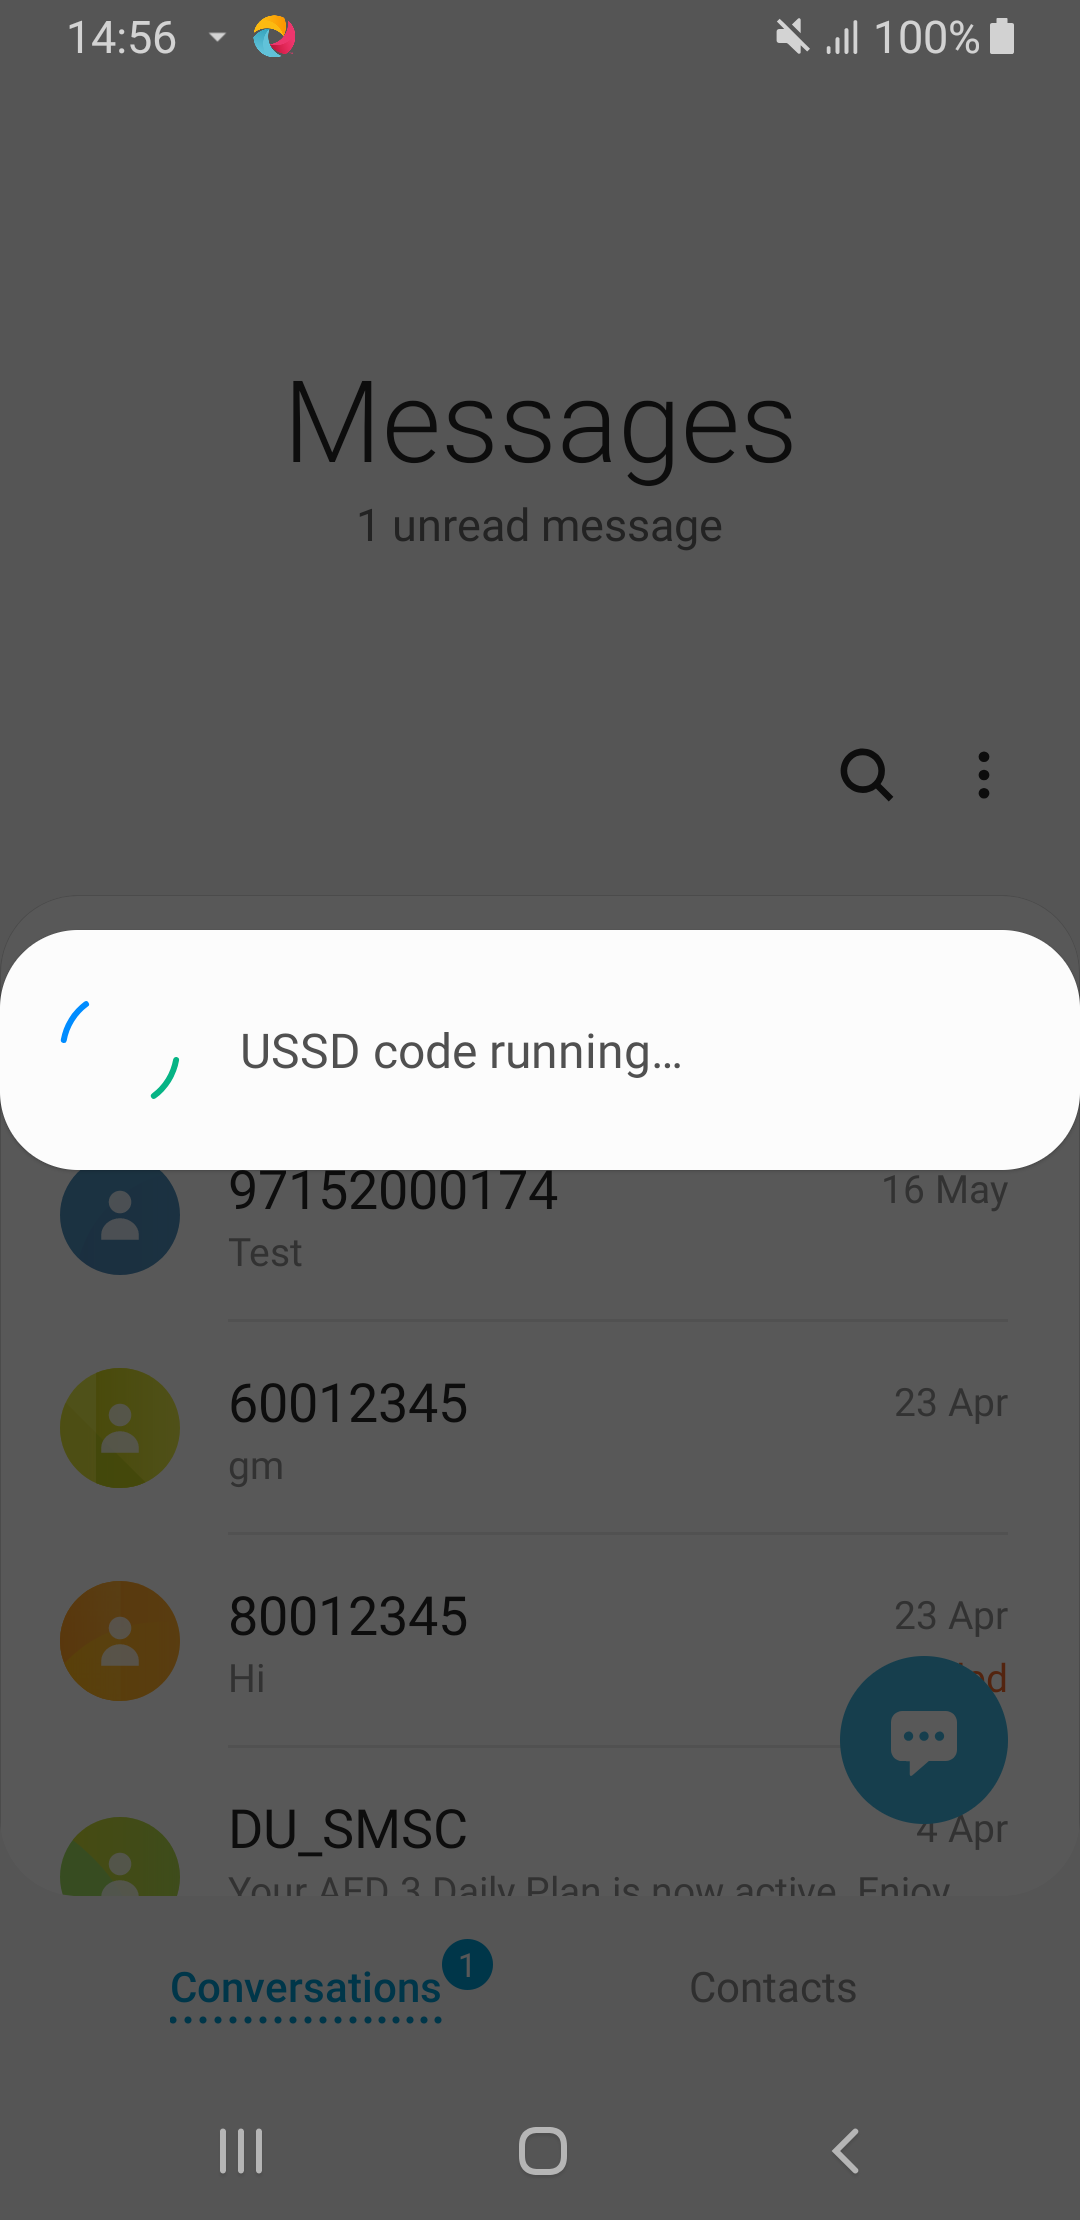 14:56 100%
Messages
1 unread message
USSD code running...
97152000174 16 May
Test
60012345 23 Apr
gm
80012345 23 Apr
Hi
DU_SMSC 4 Apr
Your AED 3 Daily Plan is now active. Enjoy
Conversations 1 Contacts